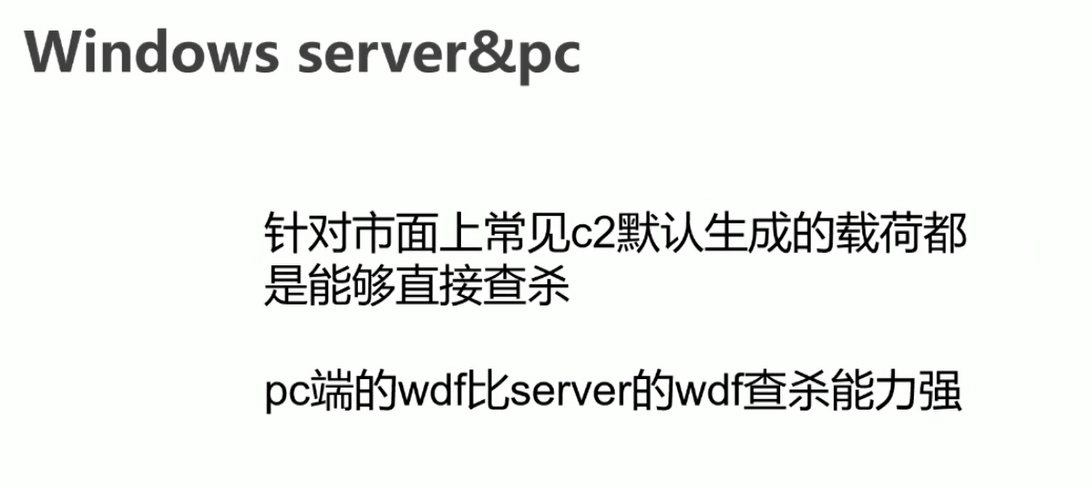 Windows server&pc
针对市面上常见c2默认生成的载荷都
是能够直接查杀
pc端的wdf比server的wdf查杀能力强